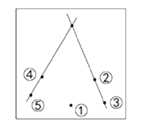 ④ ②
⑤ ① ③